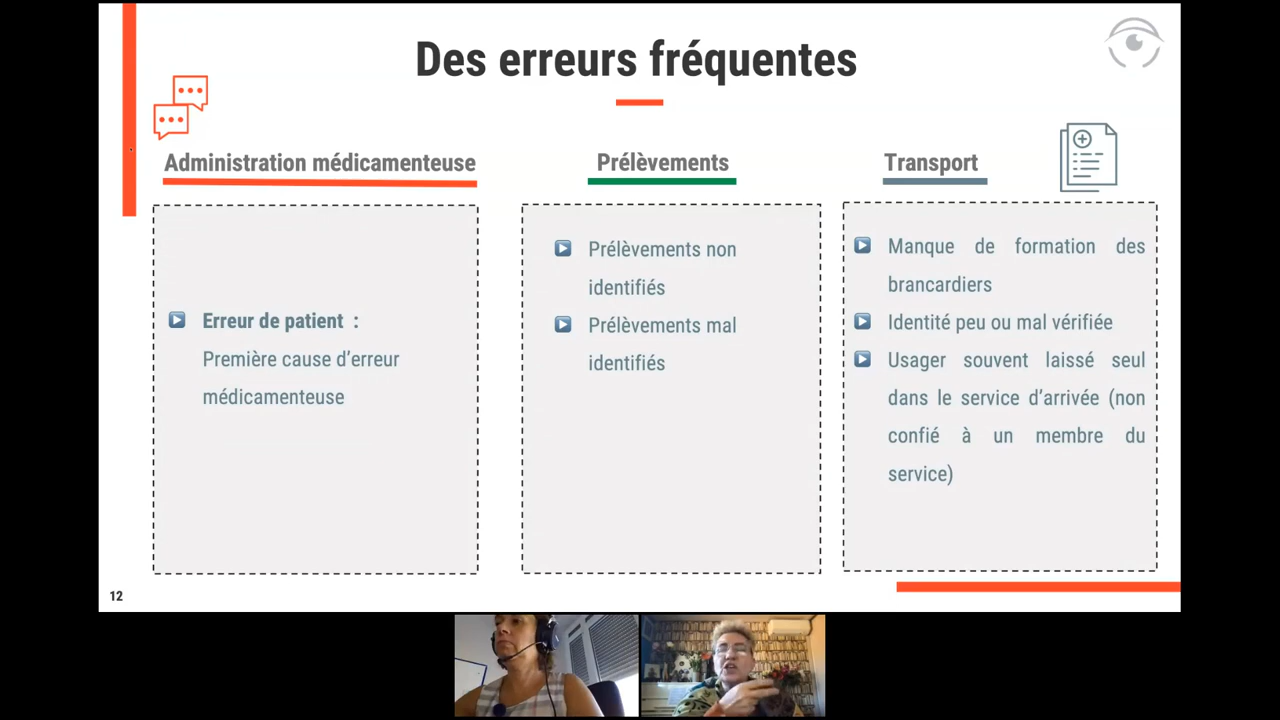 Des erreurs fréquentes
Administration médicamenteuse
Erreur de patient :
Première cause d'erreur
médicamenteuse
Prélèvements
Prélèvements non
identifiés
Prélèvements mal
identifiés
Transport
Manque de formation des
brancardiers
Identité peu ou mal vérifiée
Usager souvent laissé seul
dans le service d'arrivée (non
confié à un membre du
service)
12